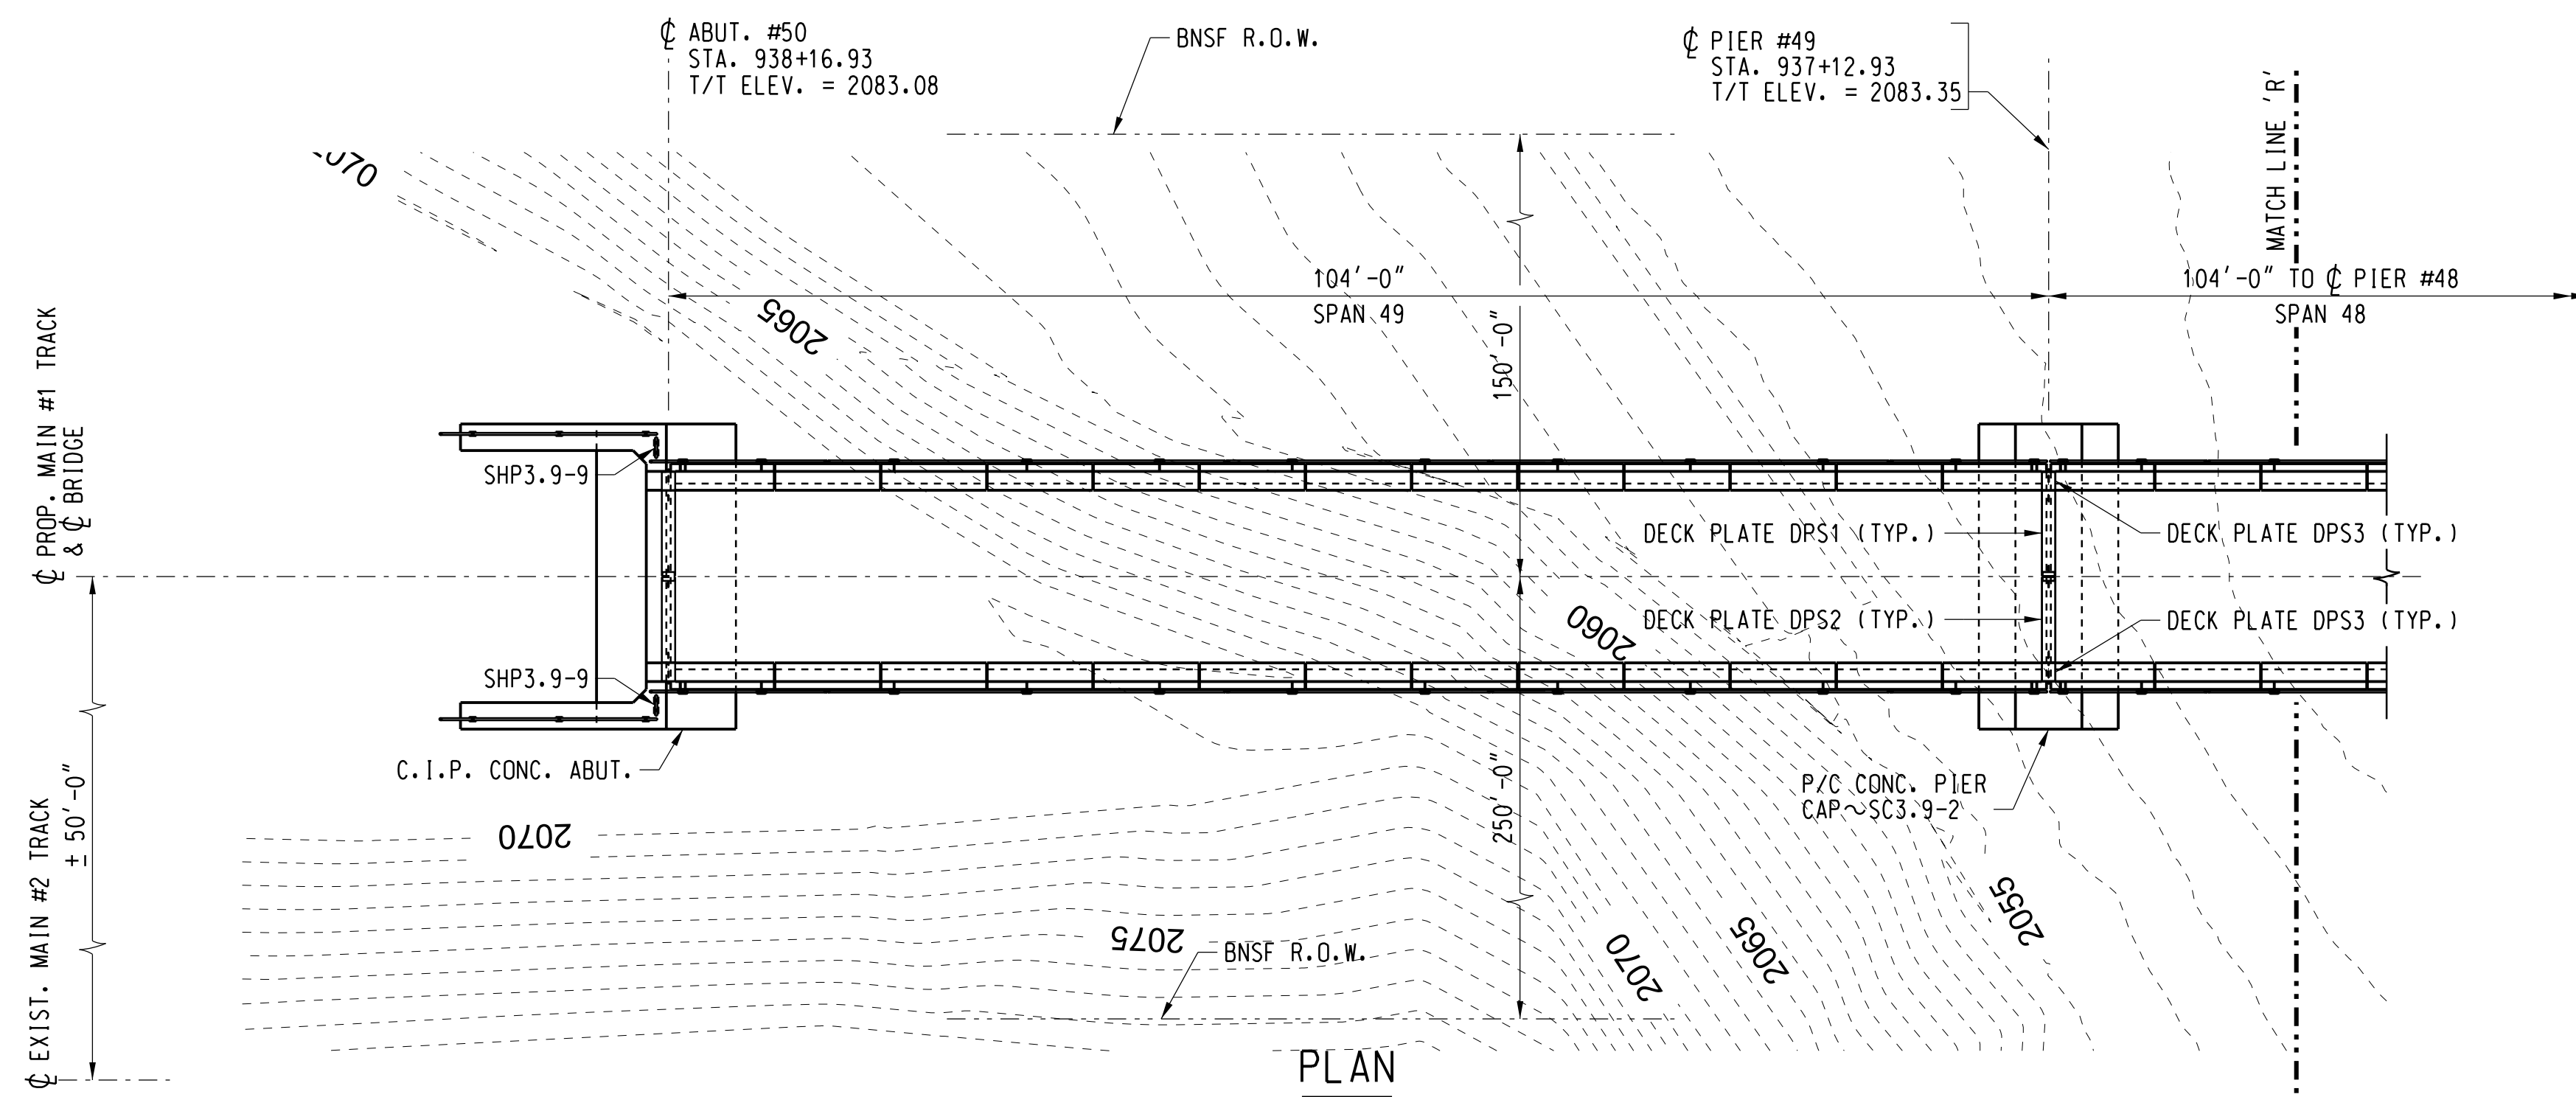 ℄ ABUT. #50
STA. 938+16.93
T/T ELEV. = 2083.08
BNSF R.O.W.
℄ PIER #49
STA. 937+12.93
T/T ELEV. = 2083.35
MATCH LINE 'R'
2070
104'-0"
SPAN 49
104'-0" TO ℄ PIER #48
SPAN 48
2065
150'-0"
℄ PROP. MAIN #1 TRACK
& ℄ BRIDGE
SHP3.9-9
DECK PLATE DPS1 (TYP.)
DECK PLATE DPS3 (TYP.)
2060
DECK PLATE DPS2 (TYP.)
DECK PLATE DPS3 (TYP.)
SHP3.9-9
C.I.P. CONC. ABUT.
250'-0"
P/C CONC. PIER
CAP~SC3.9-2
℄ EXIST. MAIN #2 TRACK
± 50'-0"
2070
2075
BNSF R.O.W.
2070
2065
2055
PLAN